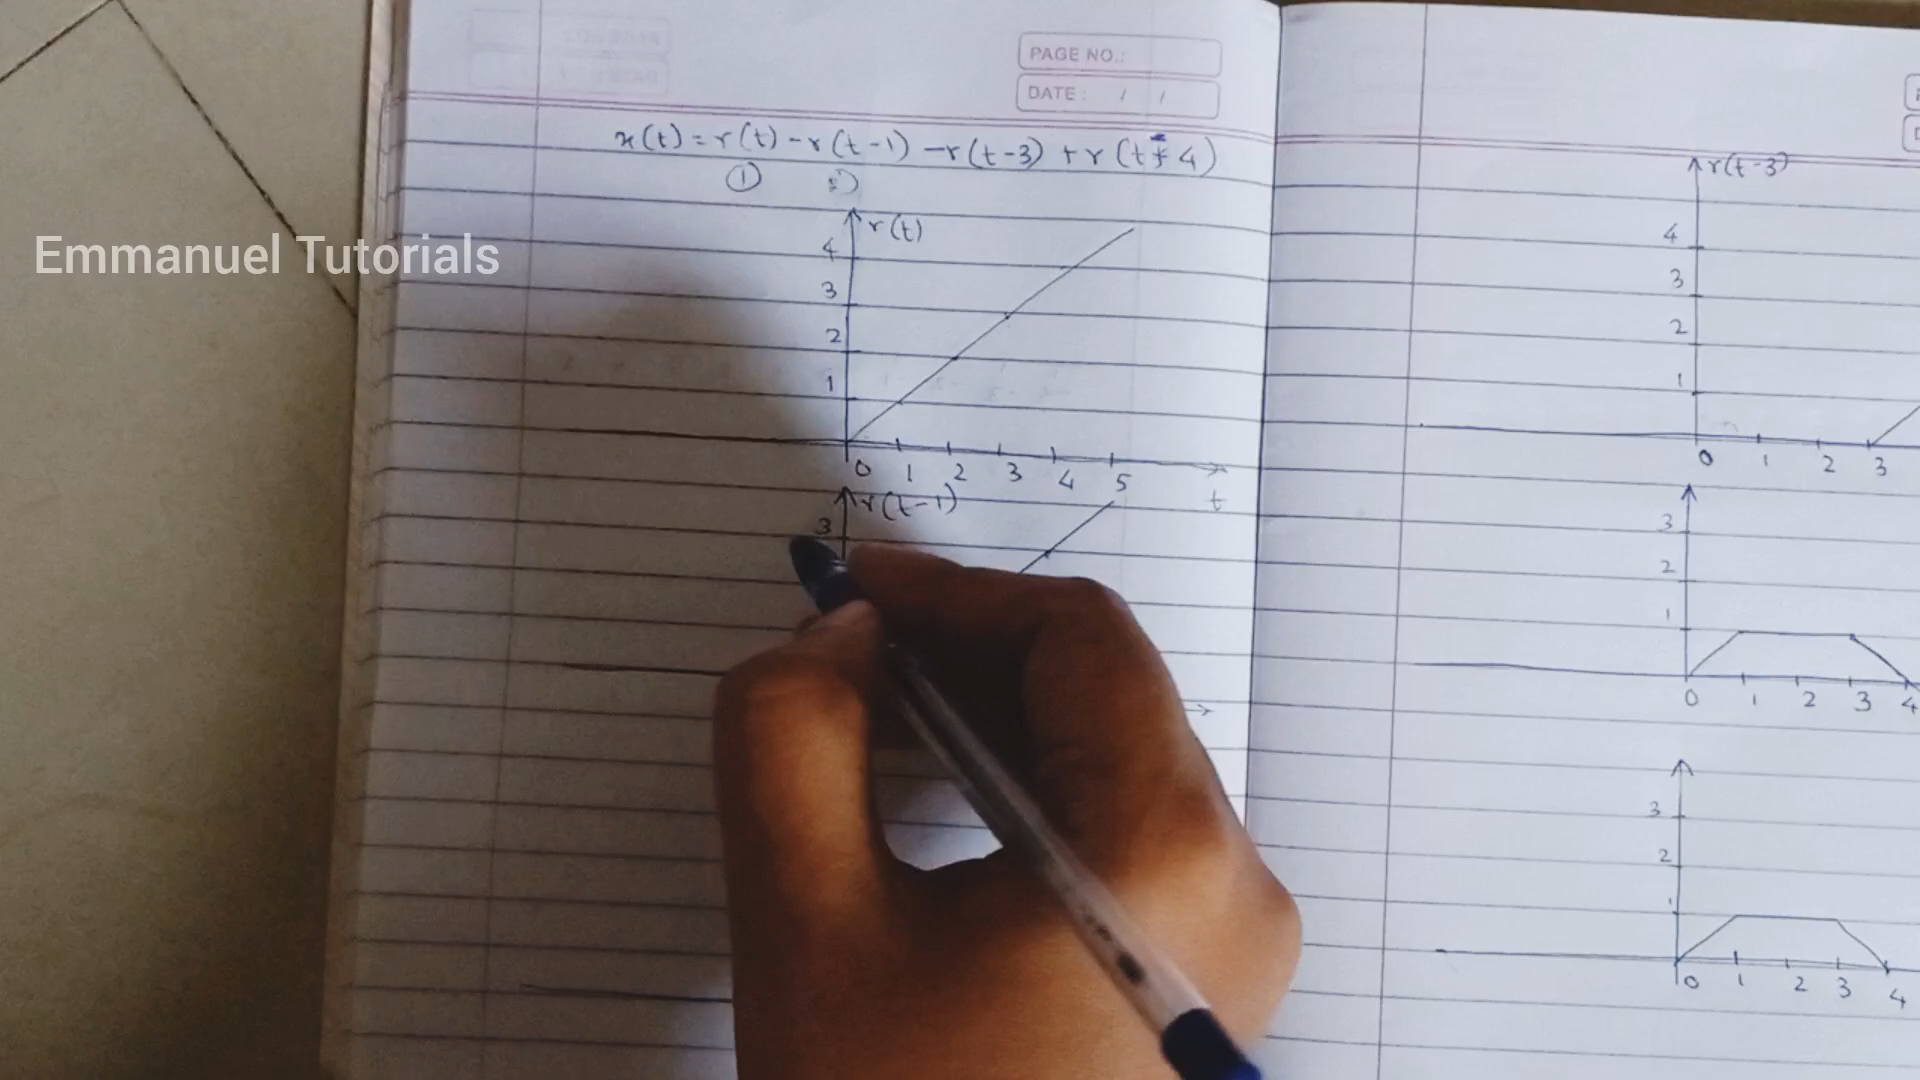 PAGE NO.:
DATE : / /
x(t) = r(t) - r(t-1) - r(t-3) + r(t-4)
①
Emmanuel Tutorials
r(t)
4
3
2
1
0 1 2 3 4 5
t
r(t-1)
3
r(t-3)
4
3
2
1
0 1 2 3
3
2
1
0 1 2 3 4
3
2
1
0 1 2 3 4